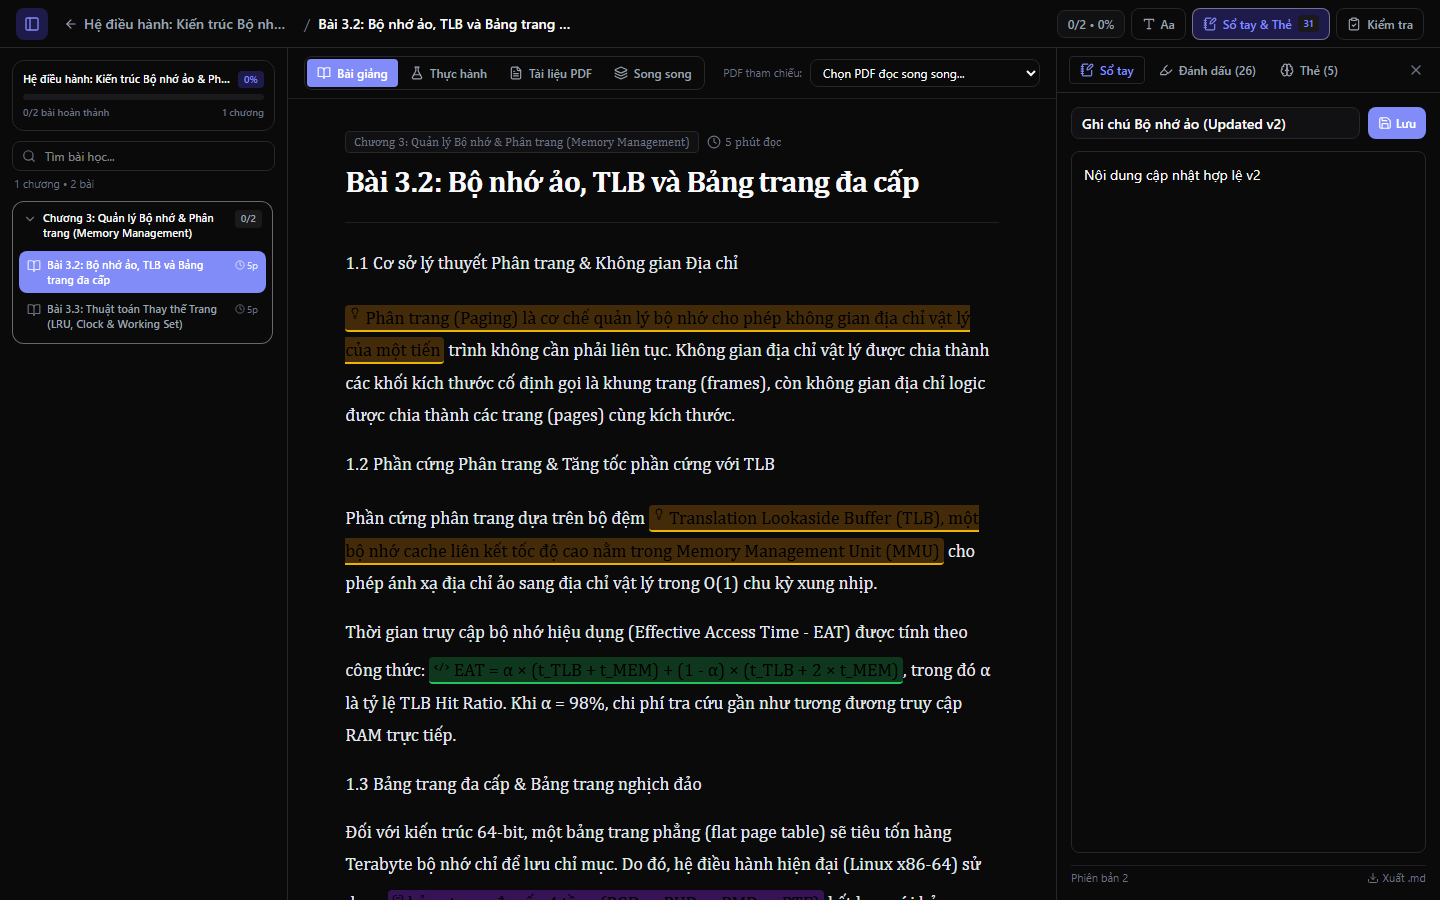 Hệ điều hành: Kiến trúc Bộ nh... / Bài 3.2: Bộ nhớ ảo, TLB và Bảng trang ...
0/2 • 0%
Aa
Sổ tay & Thẻ 31
Kiểm tra
Hệ điều hành: Kiến trúc Bộ nhớ ảo & Ph... 0%
0/2 bài hoàn thành 1 chương
Tìm bài học...
1 chương • 2 bài
Chương 3: Quản lý Bộ nhớ & Phân
trang (Memory Management)
0/2
Bài 3.2: Bộ nhớ ảo, TLB và Bảng
trang đa cấp
5p
Bài 3.3: Thuật toán Thay thế Trang
(LRU, Clock & Working Set)
5p
Bài giảng
Thực hành
Tài liệu PDF
Song song
PDF tham chiếu:
Chọn PDF đọc song song...
Chương 3: Quản lý Bộ nhớ & Phân trang (Memory Management) 5 phút đọc
Bài 3.2: Bộ nhớ ảo, TLB và Bảng trang đa cấp
1.1 Cơ sở lý thuyết Phân trang & Không gian Địa chỉ
Phân trang (Paging) là cơ chế quản lý bộ nhớ cho phép không gian địa chỉ vật lý
của một tiến trình không cần phải liên tục. Không gian địa chỉ vật lý được chia thành
các khối kích thước cố định gọi là khung trang (frames), còn không gian địa chỉ logic
được chia thành các trang (pages) cùng kích thước.
1.2 Phần cứng Phân trang & Tăng tốc phần cứng với TLB
Phần cứng phân trang dựa trên bộ đệm Translation Lookaside Buffer (TLB), một
bộ nhớ cache liên kết tốc độ cao nằm trong Memory Management Unit (MMU) cho
phép ánh xạ địa chỉ ảo sang địa chỉ vật lý trong O(1) chu kỳ xung nhịp.
Thời gian truy cập bộ nhớ hiệu dụng (Effective Access Time - EAT) được tính theo
công thức: EAT = α × (t_TLB + t_MEM) + (1 - α) × (t_TLB + 2 × t_MEM), trong đó α
là tỷ lệ TLB Hit Ratio. Khi α = 98%, chi phí tra cứu gần như tương đương truy cập
RAM trực tiếp.
1.3 Bảng trang đa cấp & Bảng trang nghịch đảo
Đối với kiến trúc 64-bit, một bảng trang phẳng (flat page table) sẽ tiêu tốn hàng
Terabyte bộ nhớ chỉ để lưu chỉ mục. Do đó, hệ điều hành hiện đại (Linux x86-64) sử
Sổ tay
Đánh dấu (26)
Thẻ (5)
Ghi chú Bộ nhớ ảo (Updated v2)
Lưu
Nội dung cập nhật hợp lệ v2
Phiên bản 2
Xuất .md